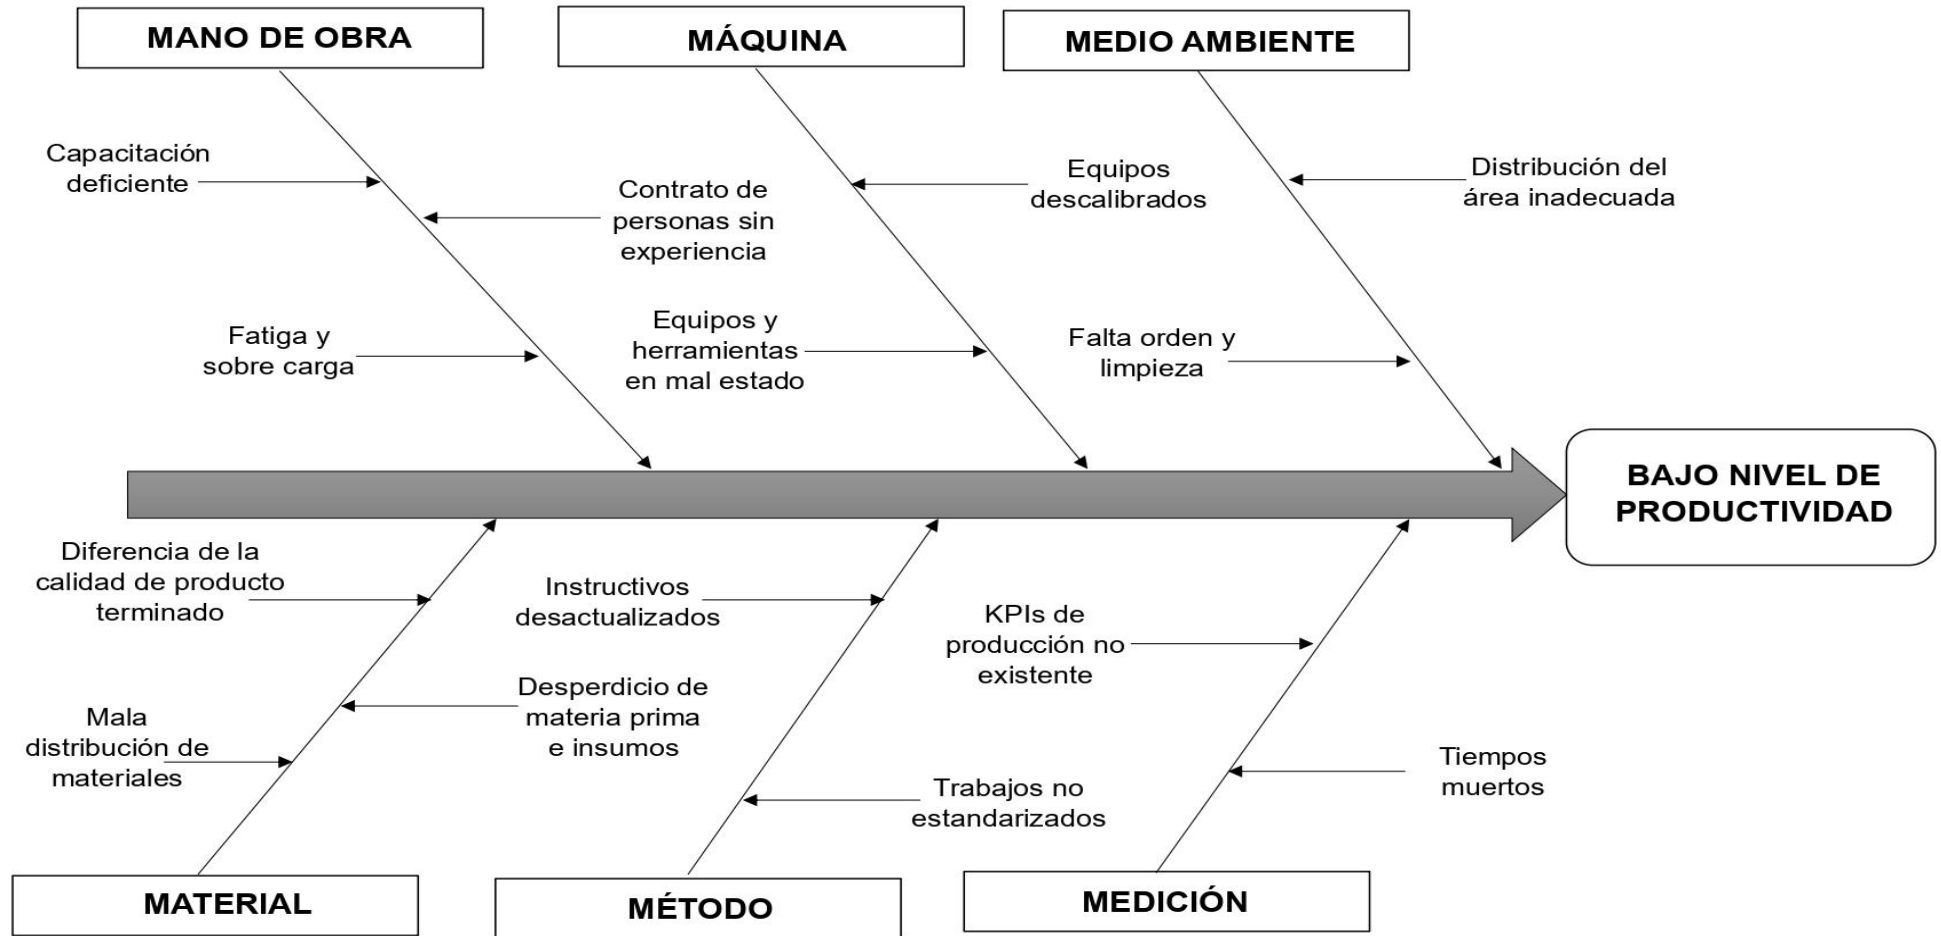 MANO DE OBRA
MÁQUINA
MEDIO AMBIENTE
Capacitación
deficiente
Contrato de
personas sin
experiencia
Equipos
descalibrados
Distribución del
área inadecuada
Fatiga y
sobre carga
Equipos y
herramientas
en mal estado
Falta orden y
limpieza
BAJO NIVEL DE
PRODUCTIVIDAD
Diferencia de la
calidad de producto
terminado
Instructivos
desactualizados
KPIs de
producción no
existente
Mala
distribución de
materiales
Desperdicio de
materia prima
e insumos
Trabajos no
estandarizados
Tiempos
muertos
MATERIAL
MÉTODO
MEDICIÓN